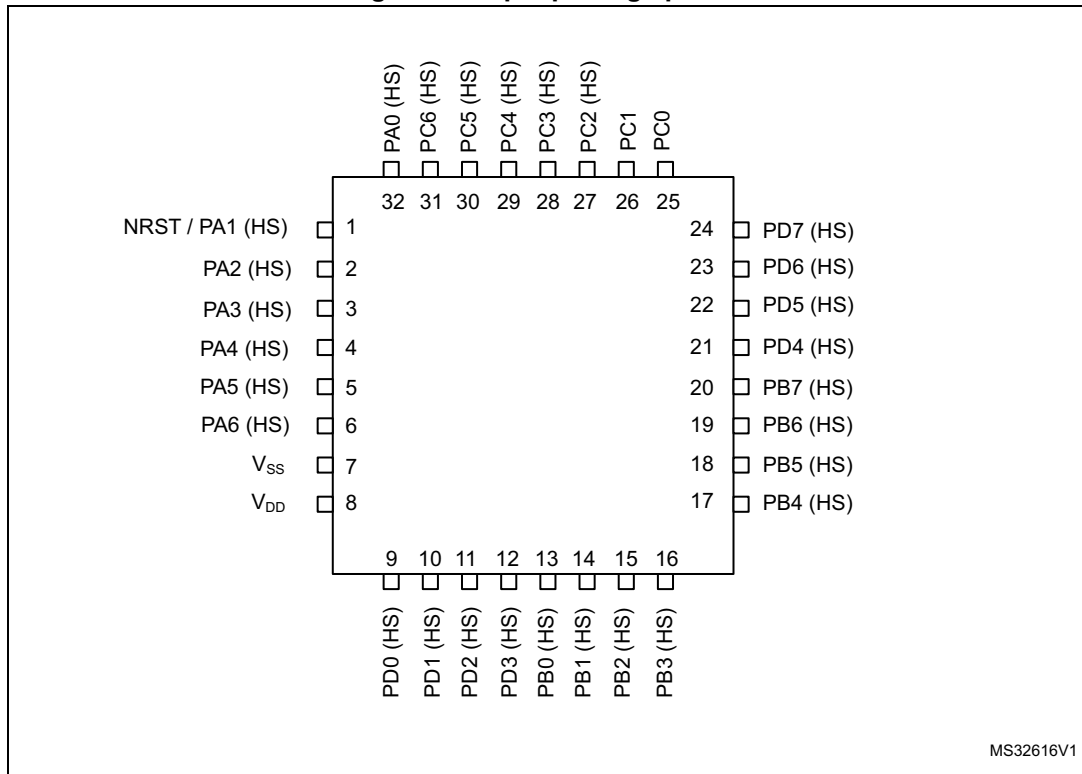 PA0 (HS)
PC6 (HS)
PC5 (HS)
PC4 (HS)
PC3 (HS)
PC2 (HS)
PC1
PC0
32 31 30 29 28 27 26 25
NRST / PA1 (HS) 1
PA2 (HS) 2
PA3 (HS) 3
PA4 (HS) 4
PA5 (HS) 5
PA6 (HS) 6
VSS 7
VDD 8
24 PD7 (HS)
23 PD6 (HS)
22 PD5 (HS)
21 PD4 (HS)
20 PB7 (HS)
19 PB6 (HS)
18 PB5 (HS)
17 PB4 (HS)
9 10 11 12 13 14 15 16
PD0 (HS)
PD1 (HS)
PD2 (HS)
PD3 (HS)
PB0 (HS)
PB1 (HS)
PB2 (HS)
PB3 (HS)
MS32616V1